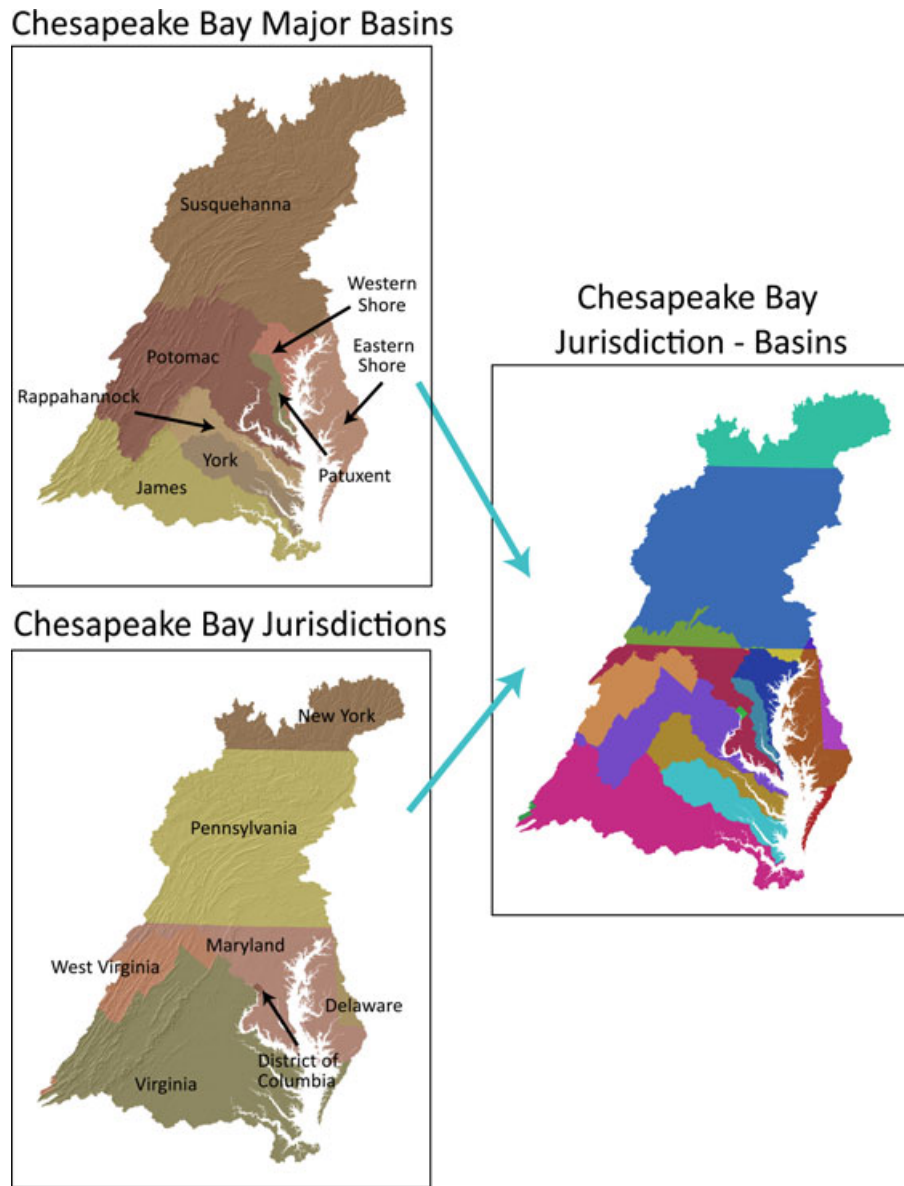 Chesapeake Bay Major Basins
Susquehanna
Western
Shore
Eastern
Shore
Potomac
Rappahannock
York
Patuxent
James
Chesapeake Bay
Jurisdiction - Basins
Chesapeake Bay Jurisdictions
New York
Pennsylvania
Maryland
West Virginia
Delaware
District of
Columbia
Virginia